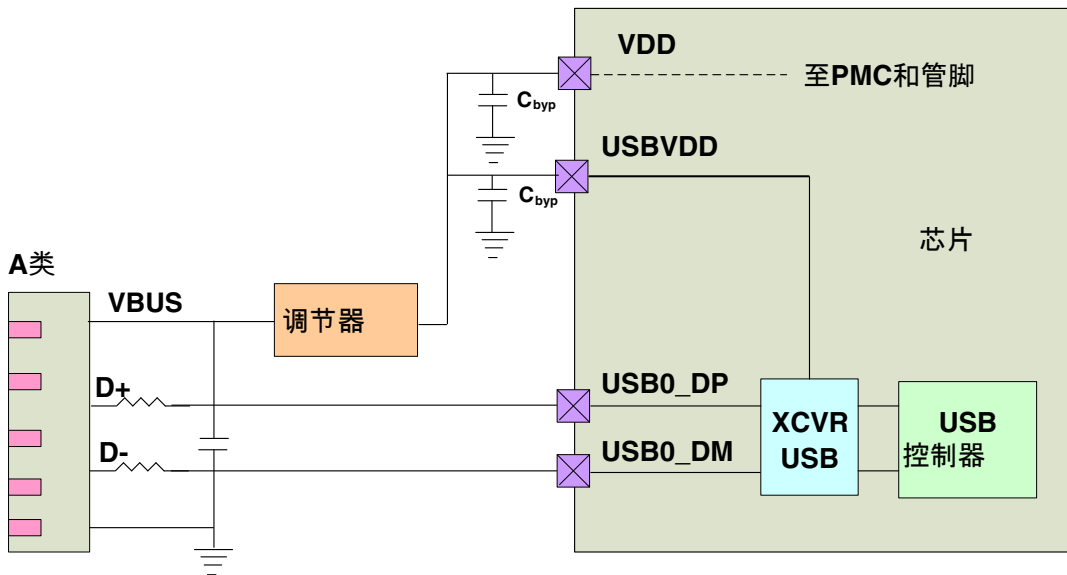 VDD
至PMC和管脚
Cbyp
USBVDD
Cbyp
芯片
A类
VBUS
调节器
D+
USB0_DP
XCVR
USB
USB
控制器
D-
USB0_DM